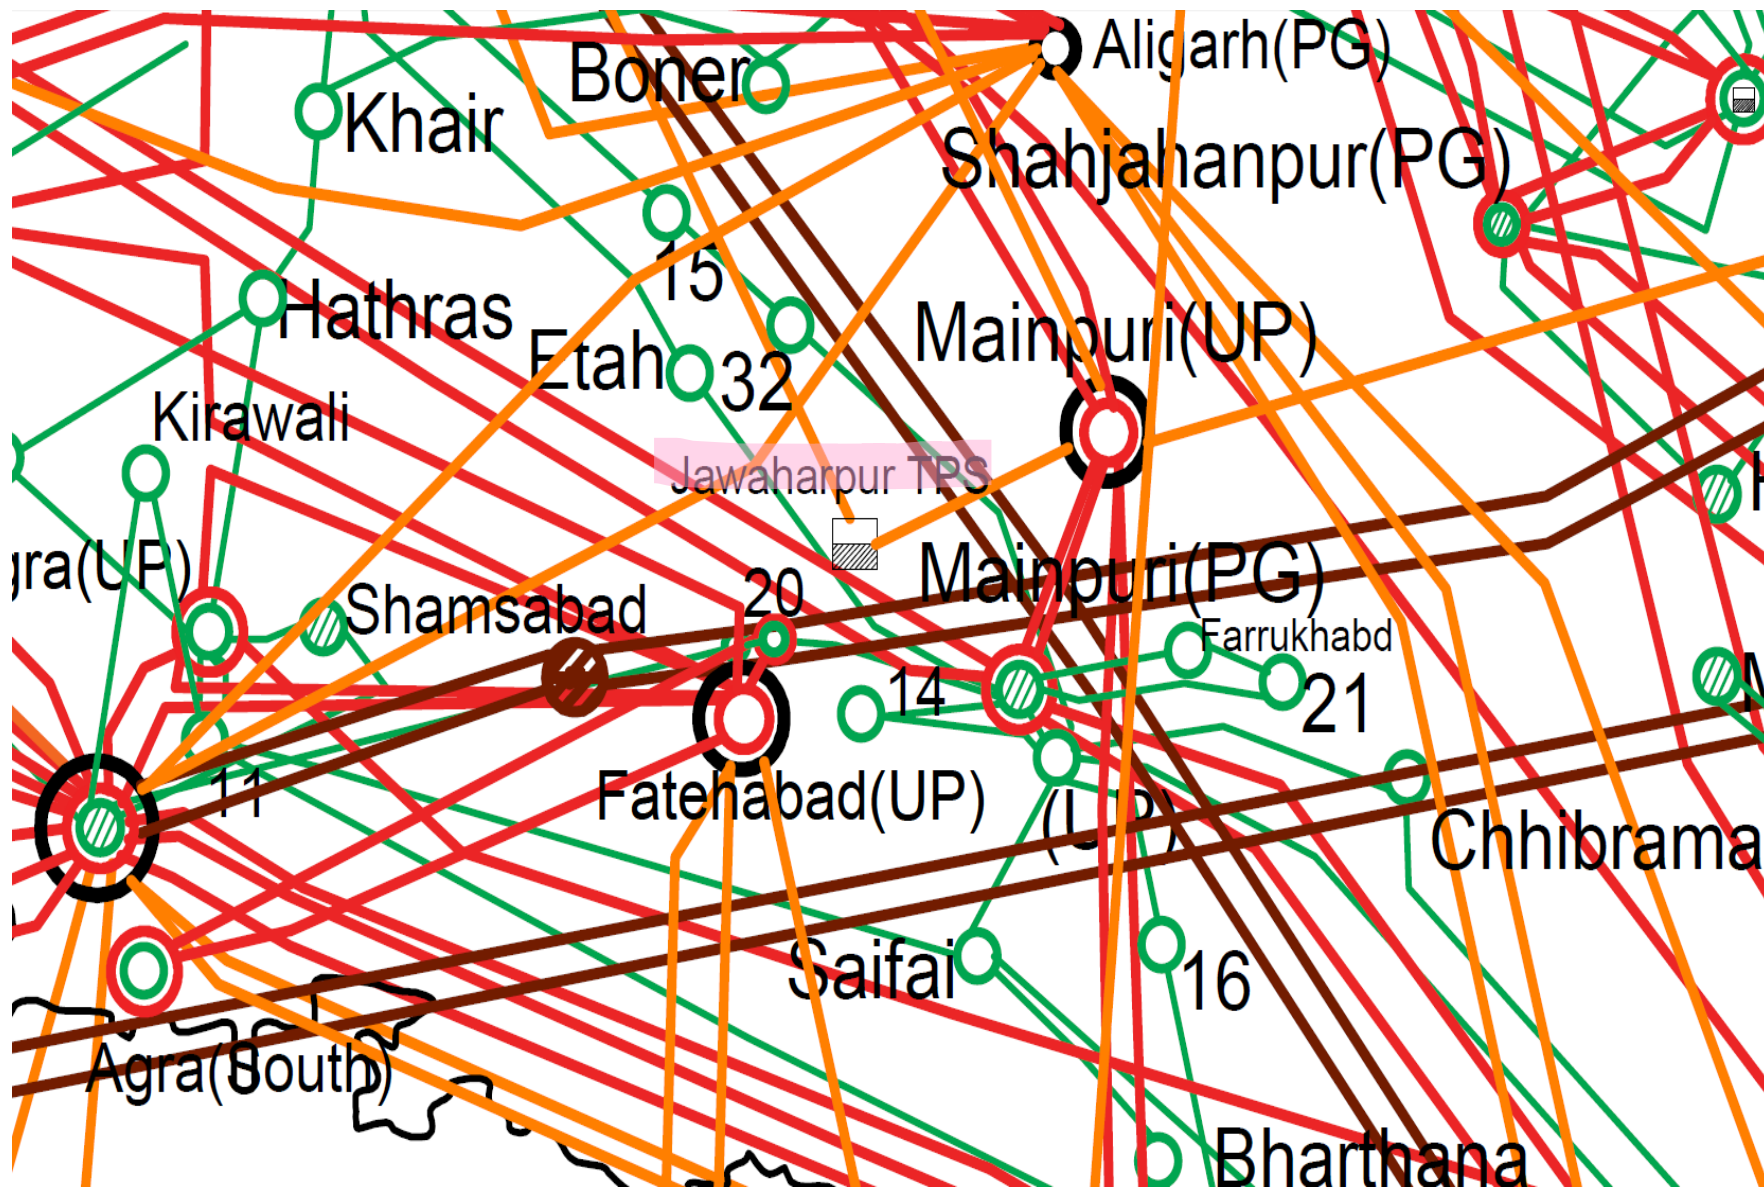 Aligarh(PG)
Boner
Khair
Shahjahanpur(PG)
15
Hathras
Mainpuri(UP)
Etah
32
Kirawali
Jawaharpur TPS
gra(UP)
Mainpuri(PG)
20
Shamsabad
Farrukhabd
14
21
11
Fatehabad(UP)
(UP)
Chhibrama
Saifai
16
Agra(South)
Bharthana